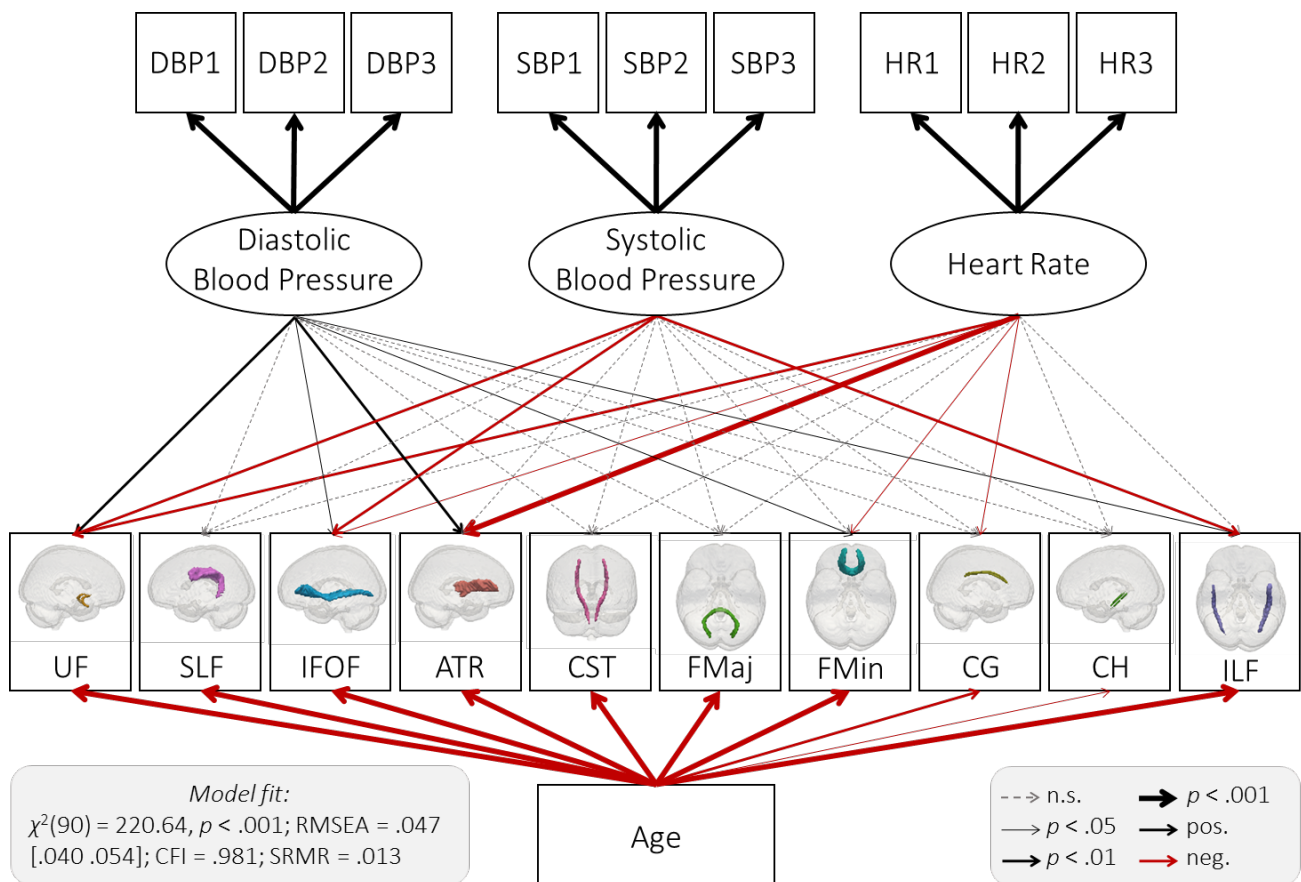 DBP1 DBP2 DBP3 SBP1 SBP2 SBP3 HR1 HR2 HR3
Diastolic
Blood Pressure
Systolic
Blood Pressure
Heart Rate
UF SLF IFOF ATR CST FMaj FMin CG CH ILF
Model fit:
χ²(90) = 220.64, p < .001; RMSEA = .047
[.040 .054]; CFI = .981; SRMR = .013
Age
n.s. p < .001
p < .05 pos.
p < .01 neg.